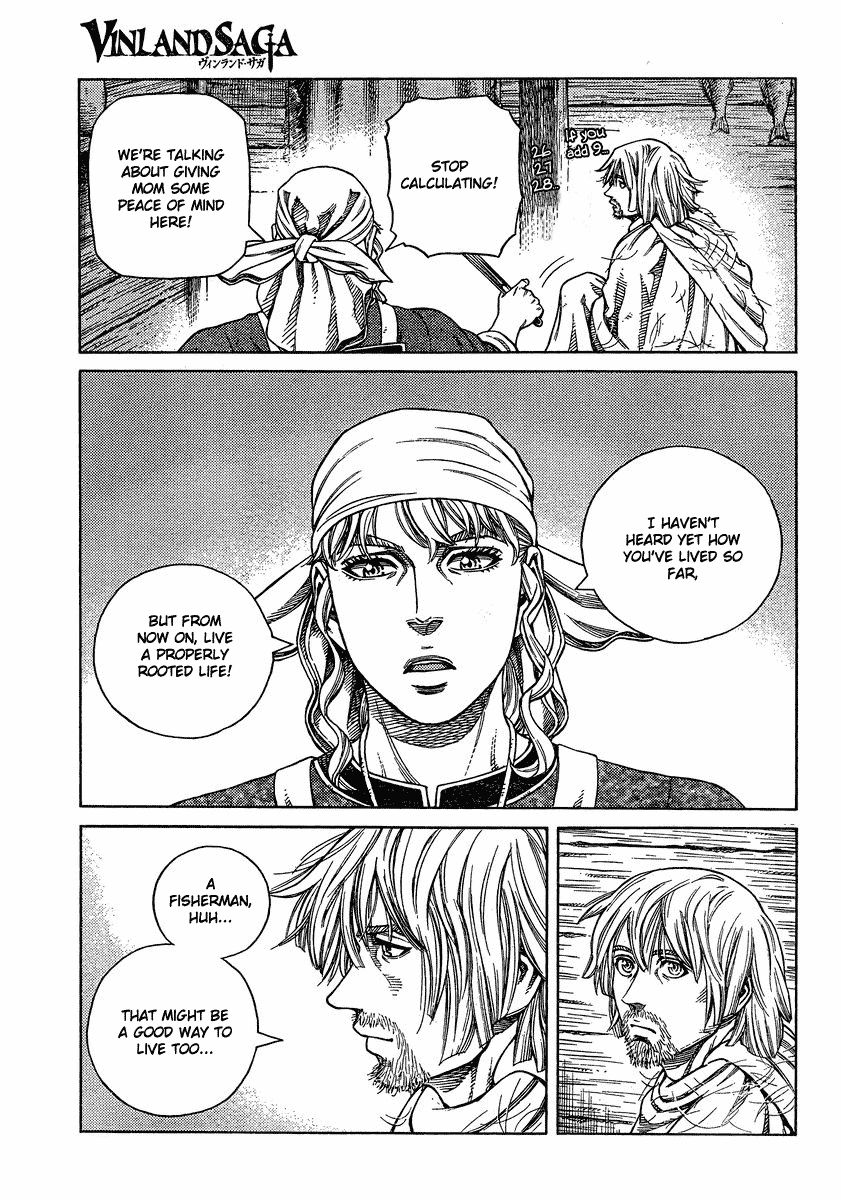 VINLAND SAGA
ヴィンランド・サガ
If you
add 9...
26
27
28..
STOP
CALCULATING!
WE'RE TALKING
ABOUT GIVING
MOM SOME
PEACE OF MIND
HERE!
I HAVEN'T
HEARD YET HOW
YOU'VE LIVED SO
FAR,
BUT FROM
NOW ON, LIVE
A PROPERLY
ROOTED LIFE!
A
FISHERMAN,
HUH...
THAT MIGHT BE
A GOOD WAY TO
LIVE TOO...